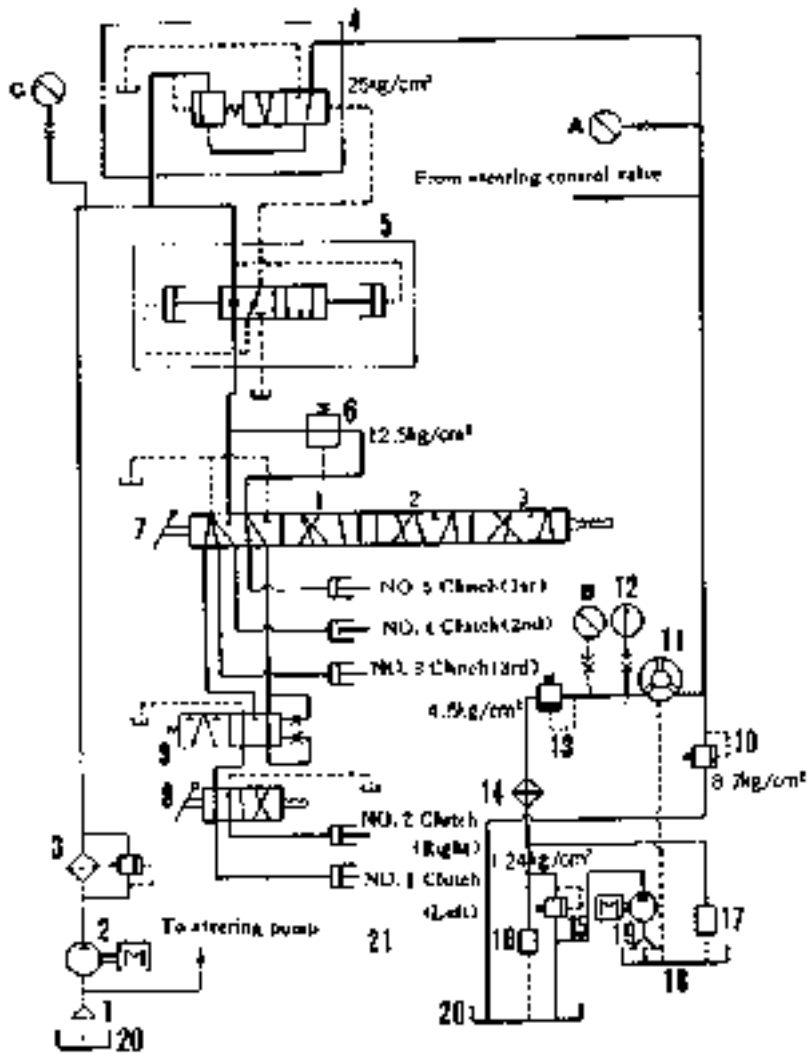 4
C
25kg/cm²
A
From steering control valve
5
6
12.5kg/cm²
7
1
2
3
NO. 5 Clutch (1st)
NO. 4 Clutch (2nd)
NO. 3 Clutch (3rd)
B
12
11
4.5kg/cm²
13
10
8.7kg/cm²
9
8
14
NO. 2 Clutch
(Right)
1.24kg/cm²
NO. 1 Clutch
(Left)
3
2
M
To steering pump
21
15
M
19
17
18
16
1
20
20